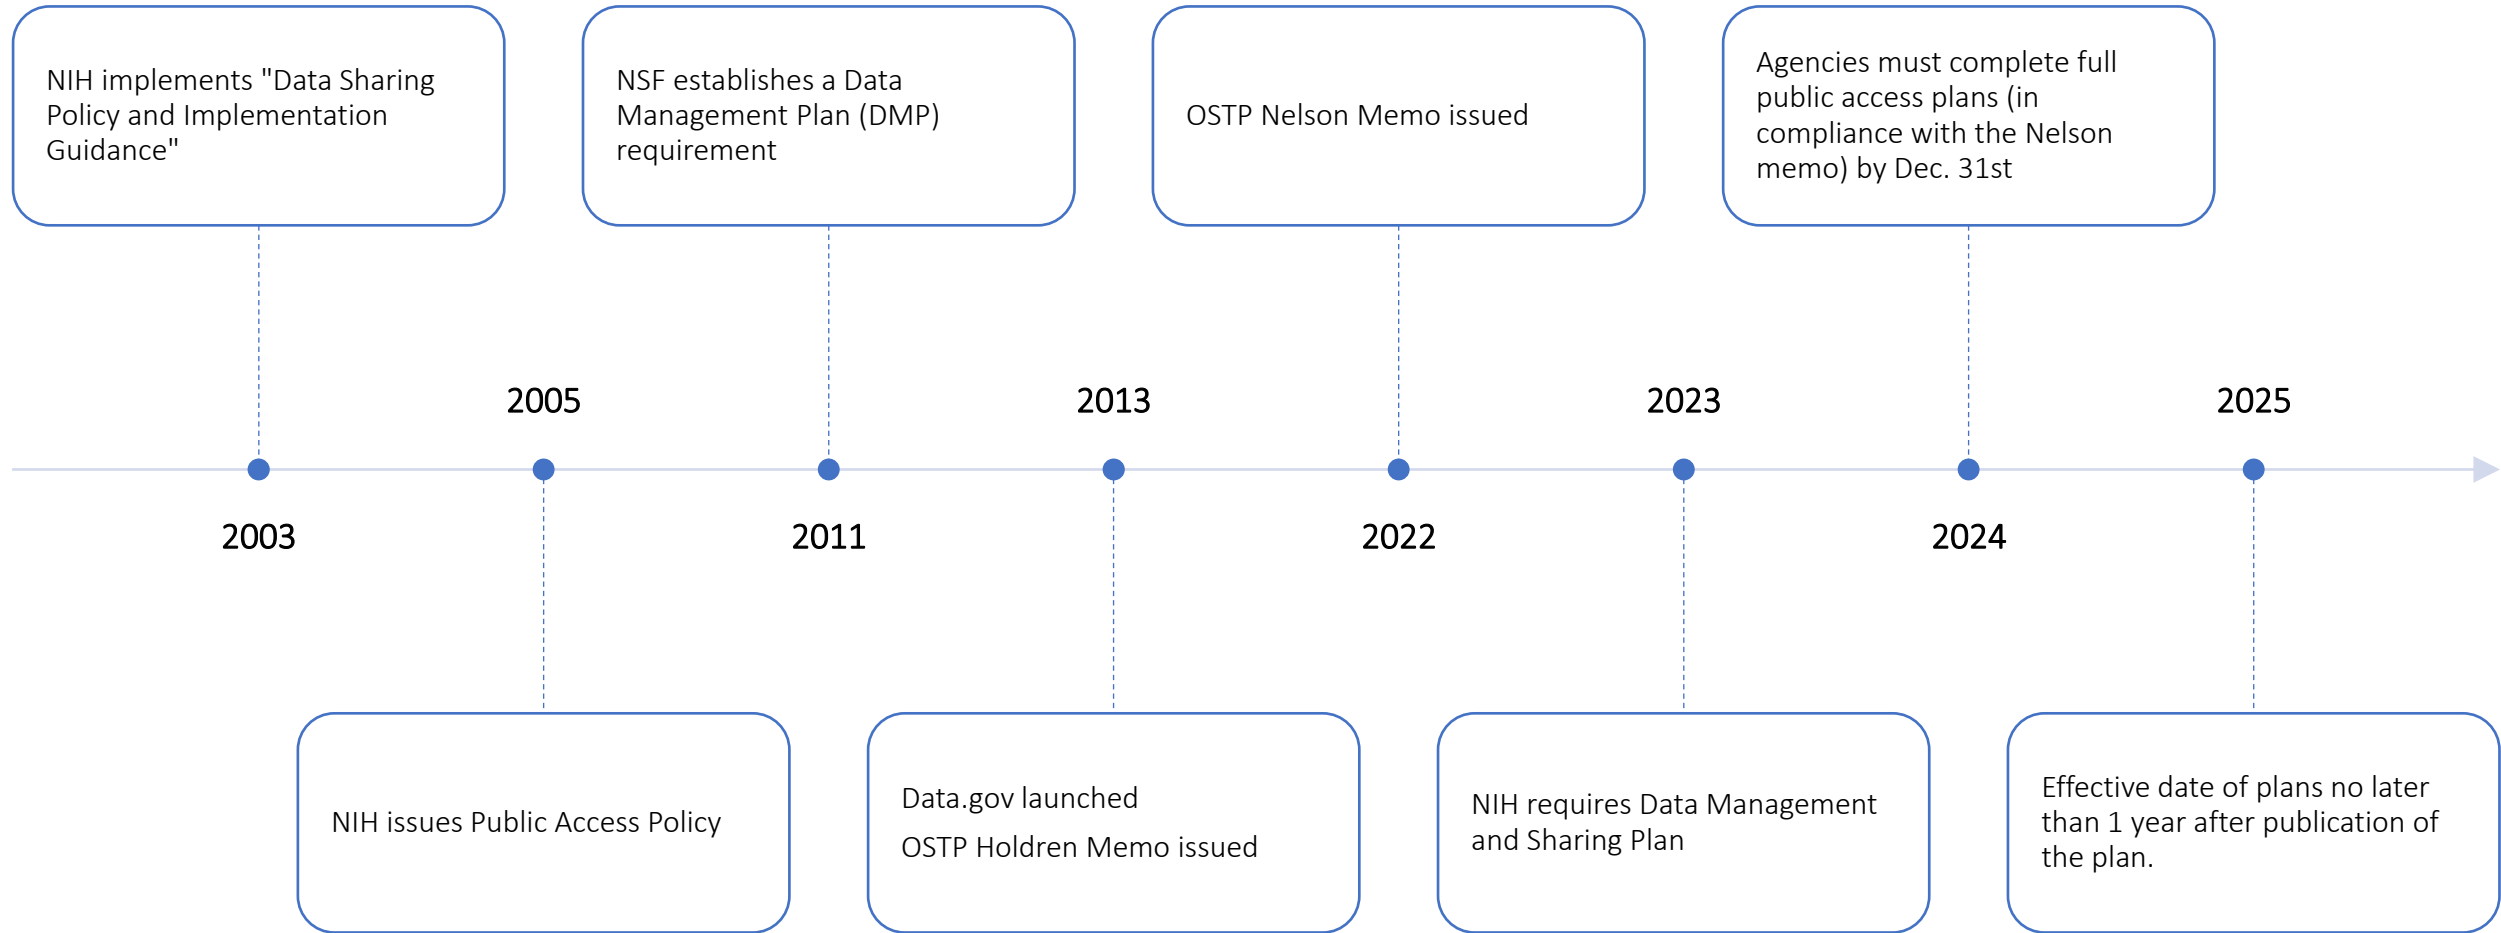 NIH implements "Data Sharing
Policy and Implementation
Guidance"
NSF establishes a Data
Management Plan (DMP)
requirement
OSTP Nelson Memo issued
Agencies must complete full
public access plans (in
compliance with the Nelson
memo) by Dec. 31st
2005
2013
2023
2025
2003
2011
2022
2024
NIH issues Public Access Policy
Data.gov launched
OSTP Holdren Memo issued
NIH requires Data Management
and Sharing Plan
Effective date of plans no later
than 1 year after publication of
the plan.